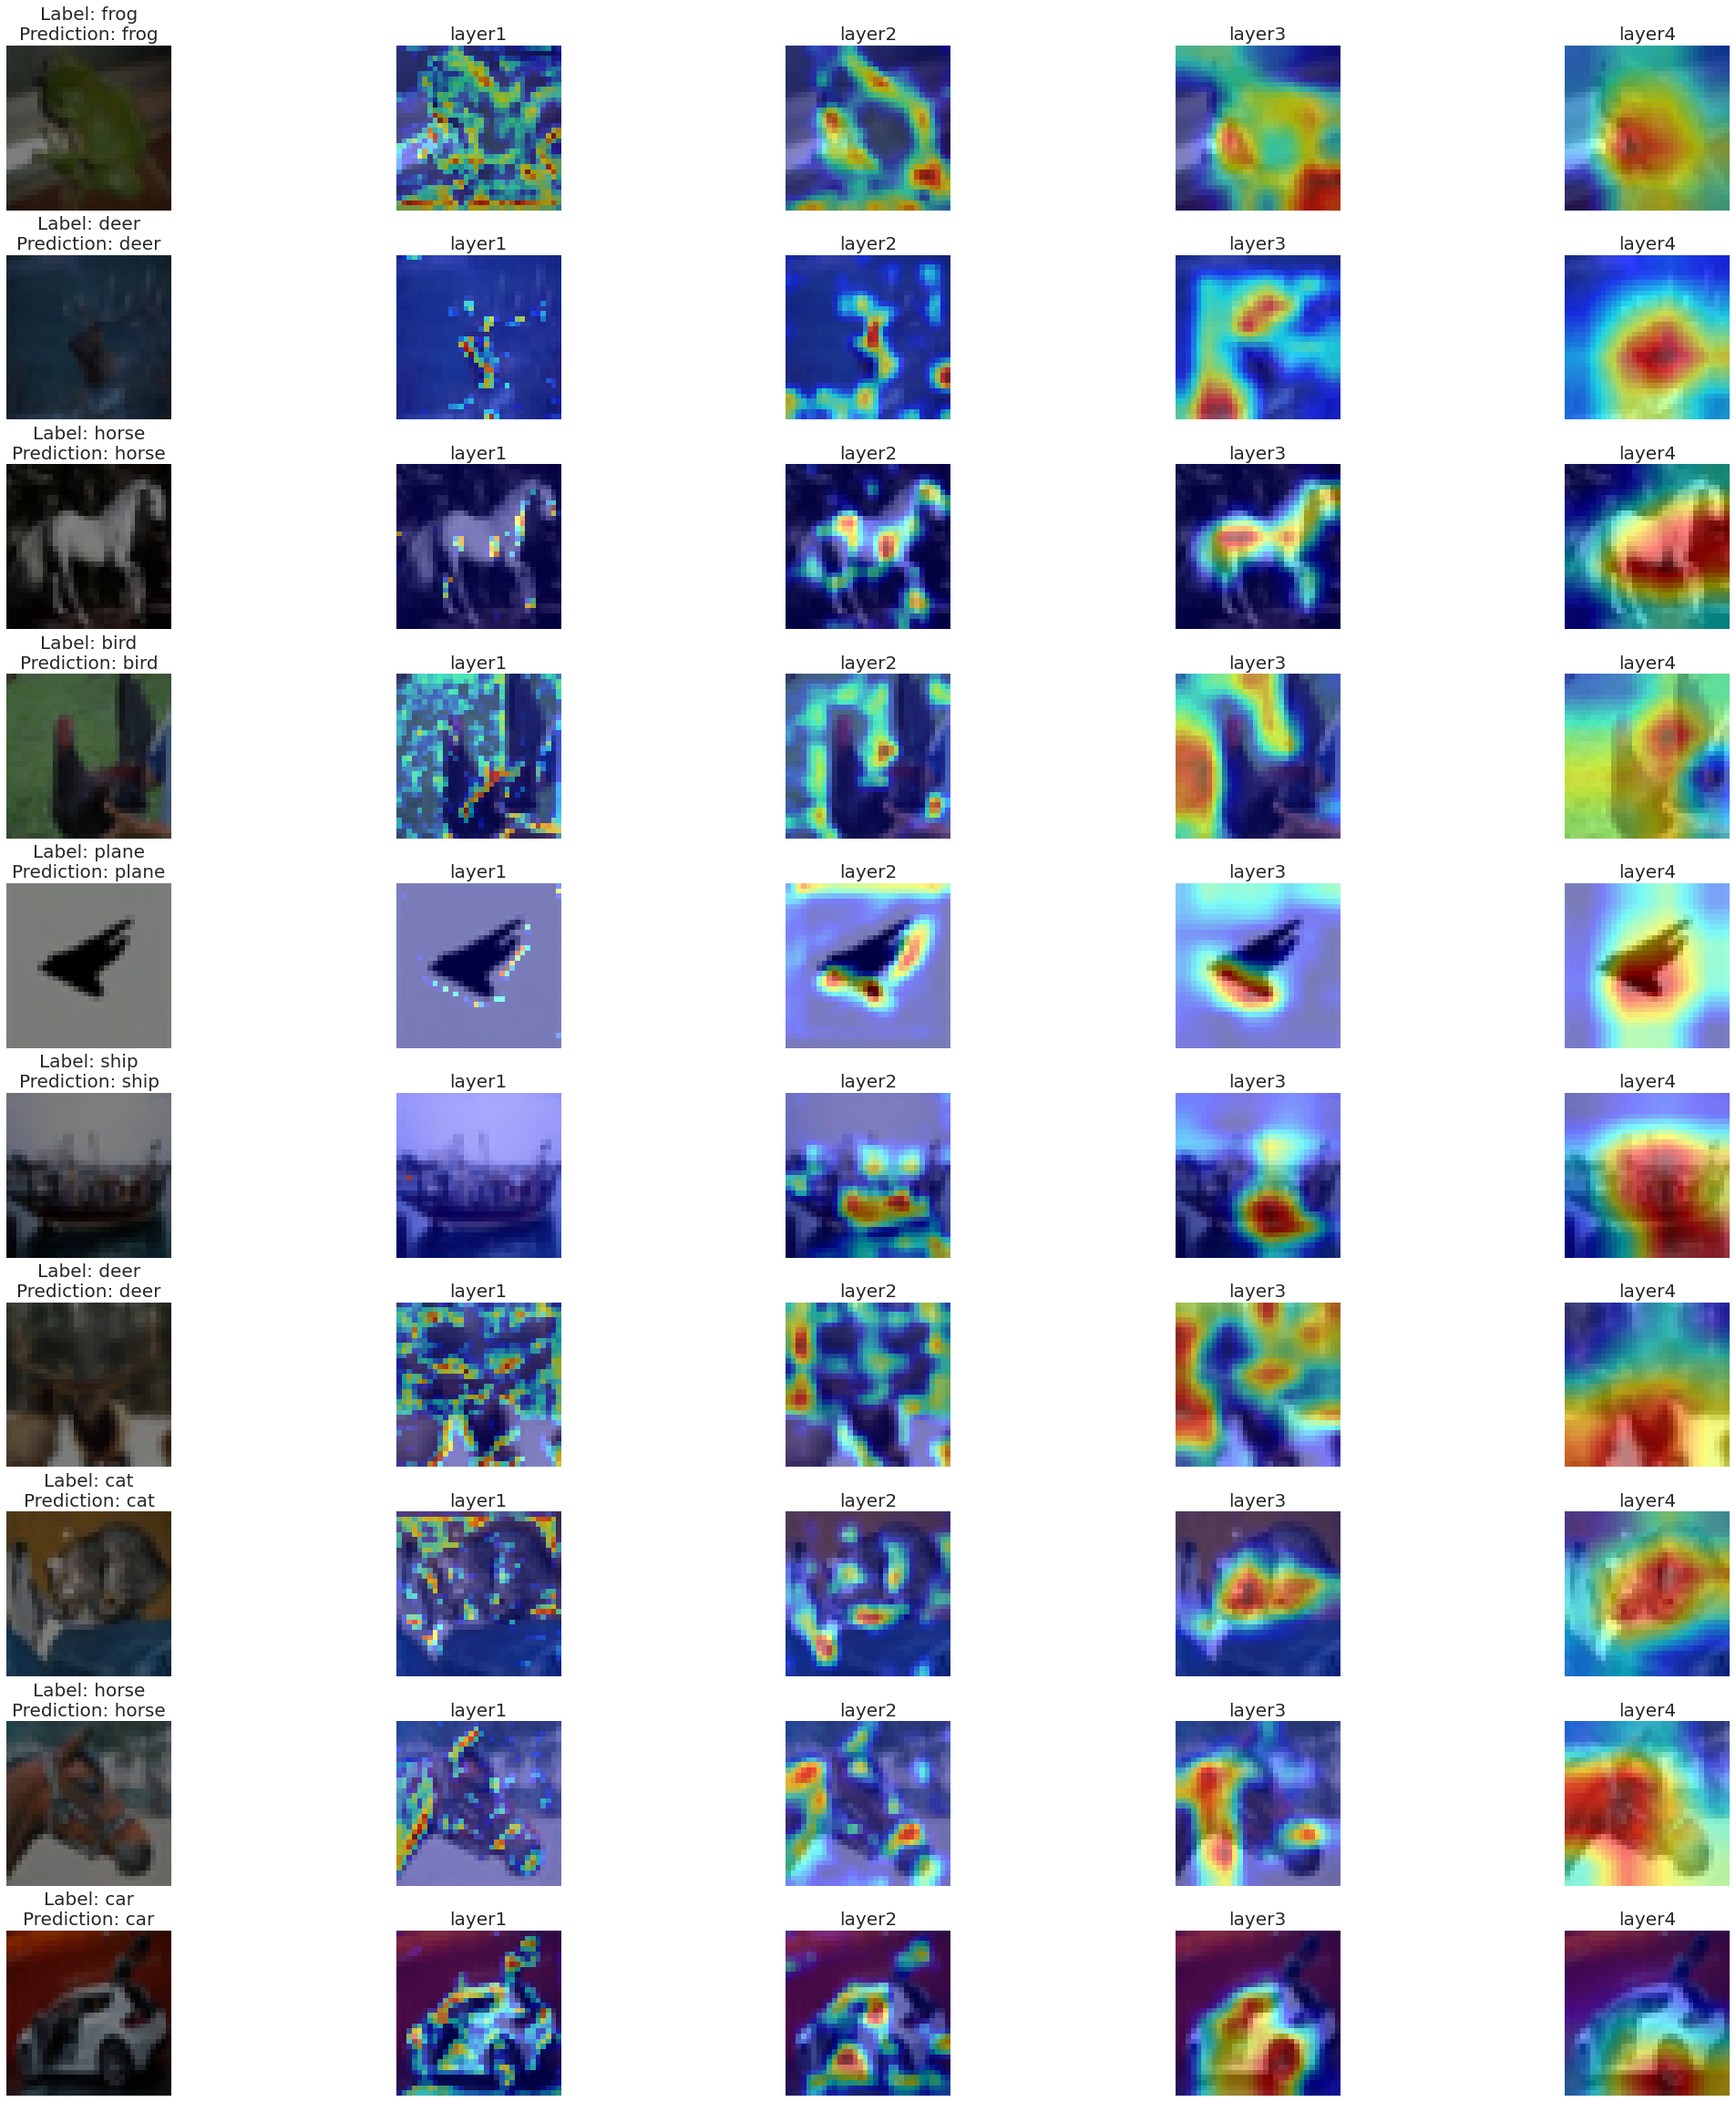 Label: frog
Prediction: frog
layer1
layer2
layer3
layer4
Label: deer
Prediction: deer
layer1
layer2
layer3
layer4
Label: horse
Prediction: horse
layer1
layer2
layer3
layer4
Label: bird
Prediction: bird
layer1
layer2
layer3
layer4
Label: plane
Prediction: plane
layer1
layer2
layer3
layer4
Label: ship
Prediction: ship
layer1
layer2
layer3
layer4
Label: deer
Prediction: deer
layer1
layer2
layer3
layer4
Label: cat
Prediction: cat
layer1
layer2
layer3
layer4
Label: horse
Prediction: horse
layer1
layer2
layer3
layer4
Label: car
Prediction: car
layer1
layer2
layer3
layer4